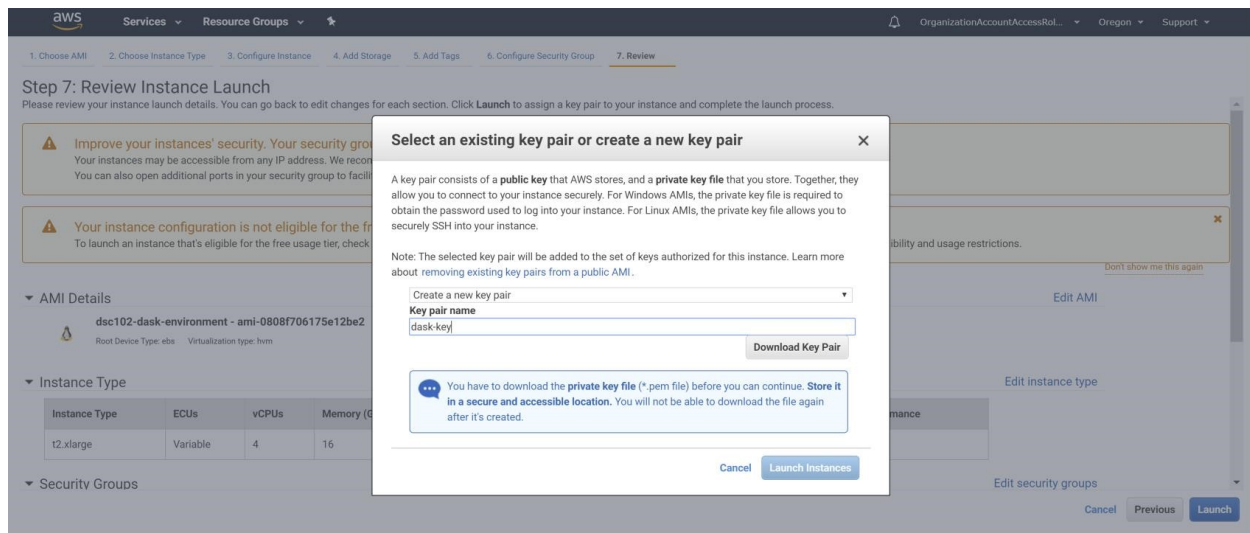 aws Services Resource Groups OrganizationAccountAccessRol... Oregon Support
1. Choose AMI 2. Choose Instance Type 3. Configure Instance 4. Add Storage 5. Add Tags 6. Configure Security Group 7. Review
Step 7: Review Instance Launch
Please review your instance launch details. You can go back to edit changes for each section. Click Launch to assign a key pair to your instance and complete the launch process.
Improve your instances' security. Your security grou
Your instances may be accessible from any IP address. We recon
You can also open additional ports in your security group to facilit
Your instance configuration is not eligible for the fr
To launch an instance that's eligible for the free usage tier, check
ibility and usage restrictions.
Don't show me this again
AMI Details Edit AMI
dsc102-dask-environment - ami-0808f706175e12be2
Root Device Type: ebs Virtualization type: hvm
Instance Type Edit instance type
Instance Type ECUs vCPUs Memory (G mance
t2.xlarge Variable 4 16
Security Groups Edit security groups
Cancel Previous Launch
Select an existing key pair or create a new key pair
A key pair consists of a public key that AWS stores, and a private key file that you store. Together, they
allow you to connect to your instance securely. For Windows AMIs, the private key file is required to
obtain the password used to log into your instance. For Linux AMIs, the private key file allows you to
securely SSH into your instance.
Note: The selected key pair will be added to the set of keys authorized for this instance. Learn more
about removing existing key pairs from a public AMI.
Create a new key pair
Key pair name
dask-key
Download Key Pair
You have to download the private key file (*.pem file) before you can continue. Store it
in a secure and accessible location. You will not be able to download the file again
after it's created.
Cancel Launch Instances